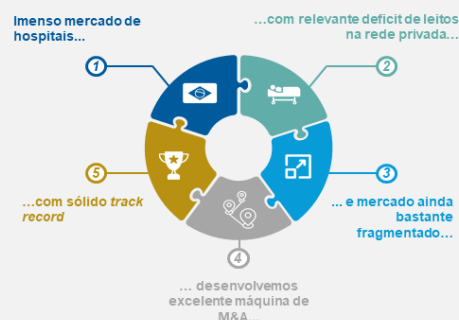 Imenso mercado de
hospitais...
1
...com relevante deficit de leitos
na rede privada...
2
3
... e mercado ainda
bastante
fragmentado...
4
... desenvolvemos
excelente máquina de
M&A...
5
...com sólido track
record